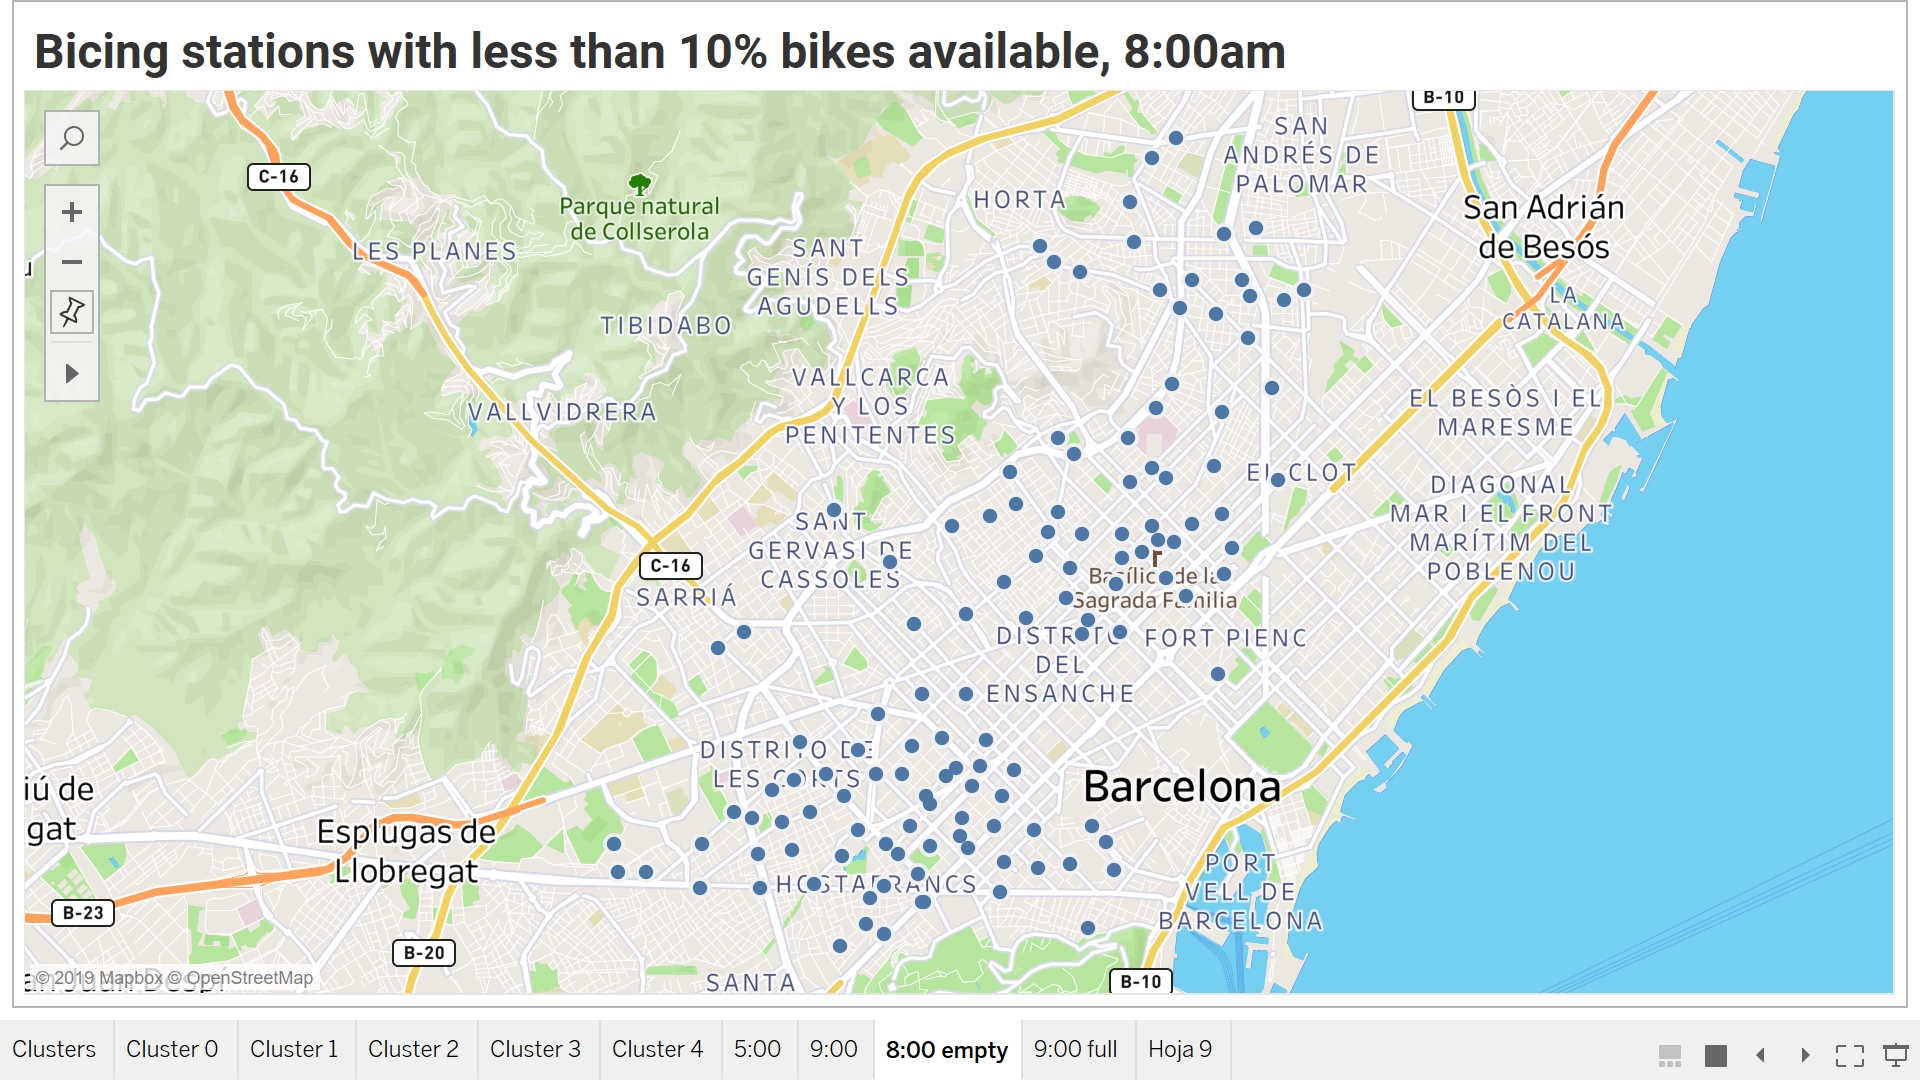 Bicing stations with less than 10% bikes available, 8:00am
B-10
SAN
ANDRÉS DE
PALOMAR
C-16
HORTA
Parque natural
de Collserola
San Adrián
de Besós
LES PLANES
SANT
GENÍS DELS
AGUDELLS
LA
CATALANA
TIBIDABO
VALLCARCA
Y LOS
PENITENTES
VALLVIDRERA
EL BESÒS I EL
MARESME
EL CLOT
DIAGONAL
MAR I EL FRONT
MARÍTIM DEL
POBLENOU
SANT
GERVASI DE
CASSOLES
C-16
SARRIÁ
Basílica de la
Sagrada Familia
DISTRITO
DEL
ENSANCHE
FORT PIENC
DISTRITO DE
LES CORTS
Barcelona
iú de
gat
Esplugas de
Llobregat
HOSTAFRANCS
PORT
VELL DE
BARCELONA
B-23
B-20
SANTA
B-10
© 2019 Mapbox © OpenStreetMap
Clusters
Cluster 0
Cluster 1
Cluster 2
Cluster 3
Cluster 4
5:00
9:00
8:00 empty
9:00 full
Hoja 9